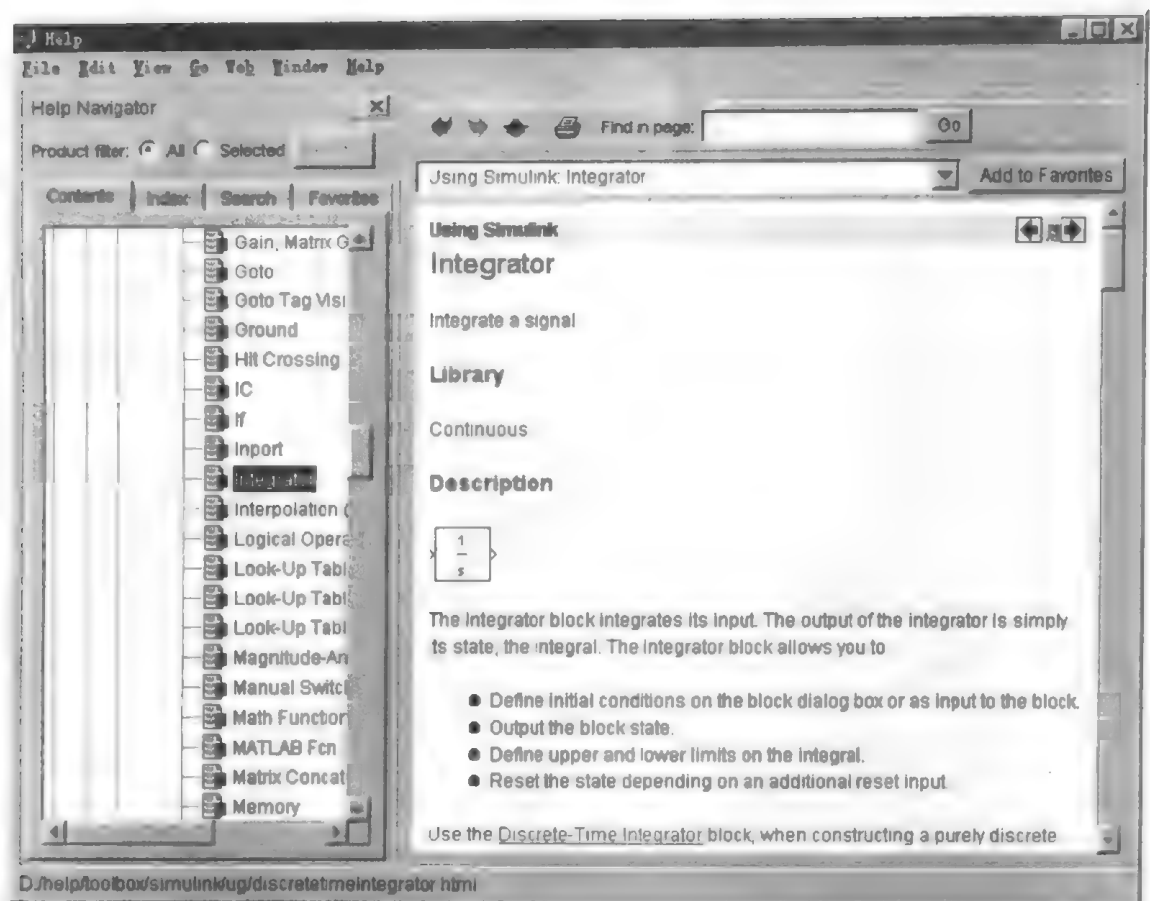 Help
File Edit View Go Web Window Help
Help Navigator
Product filter: All Selected
Contents Index Search Favorites
Gain, Matrix G
Goto
Goto Tag Visi
Ground
Hit Crossing
IC
If
Inport
Integrator
Interpolation (
Logical Opera
Look-Up Tabl
Look-Up Tabl
Look-Up Tabl
Magnitude-An
Manual Switc
Math Function
MATLAB Fcn
Matrix Concat
Memory
Find in page: Go
Using Simulink: Integrator Add to Favorites
Using Simulink
Integrator
Integrate a signal
Library
Continuous
Description
1
s
The Integrator block integrates its input. The output of the integrator is simply
ts state, the integral. The Integrator block allows you to
Define initial conditions on the block dialog box or as input to the block.
Output the block state.
Define upper and lower limits on the integral.
Reset the state depending on an additional reset input
Use the Discrete-Time Integrator block, when constructing a purely discrete
D:/help/toolbox/simulink/ug/discretetimeintegrator html